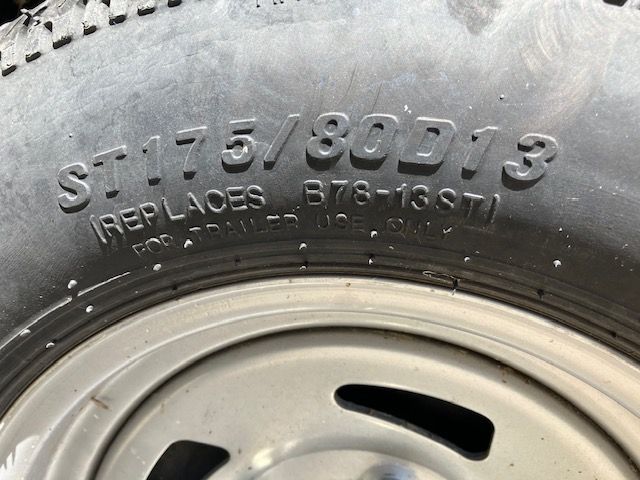 ST175/80D13
(REPLACES B78-13ST)
FOR TRAILER USE ONLY